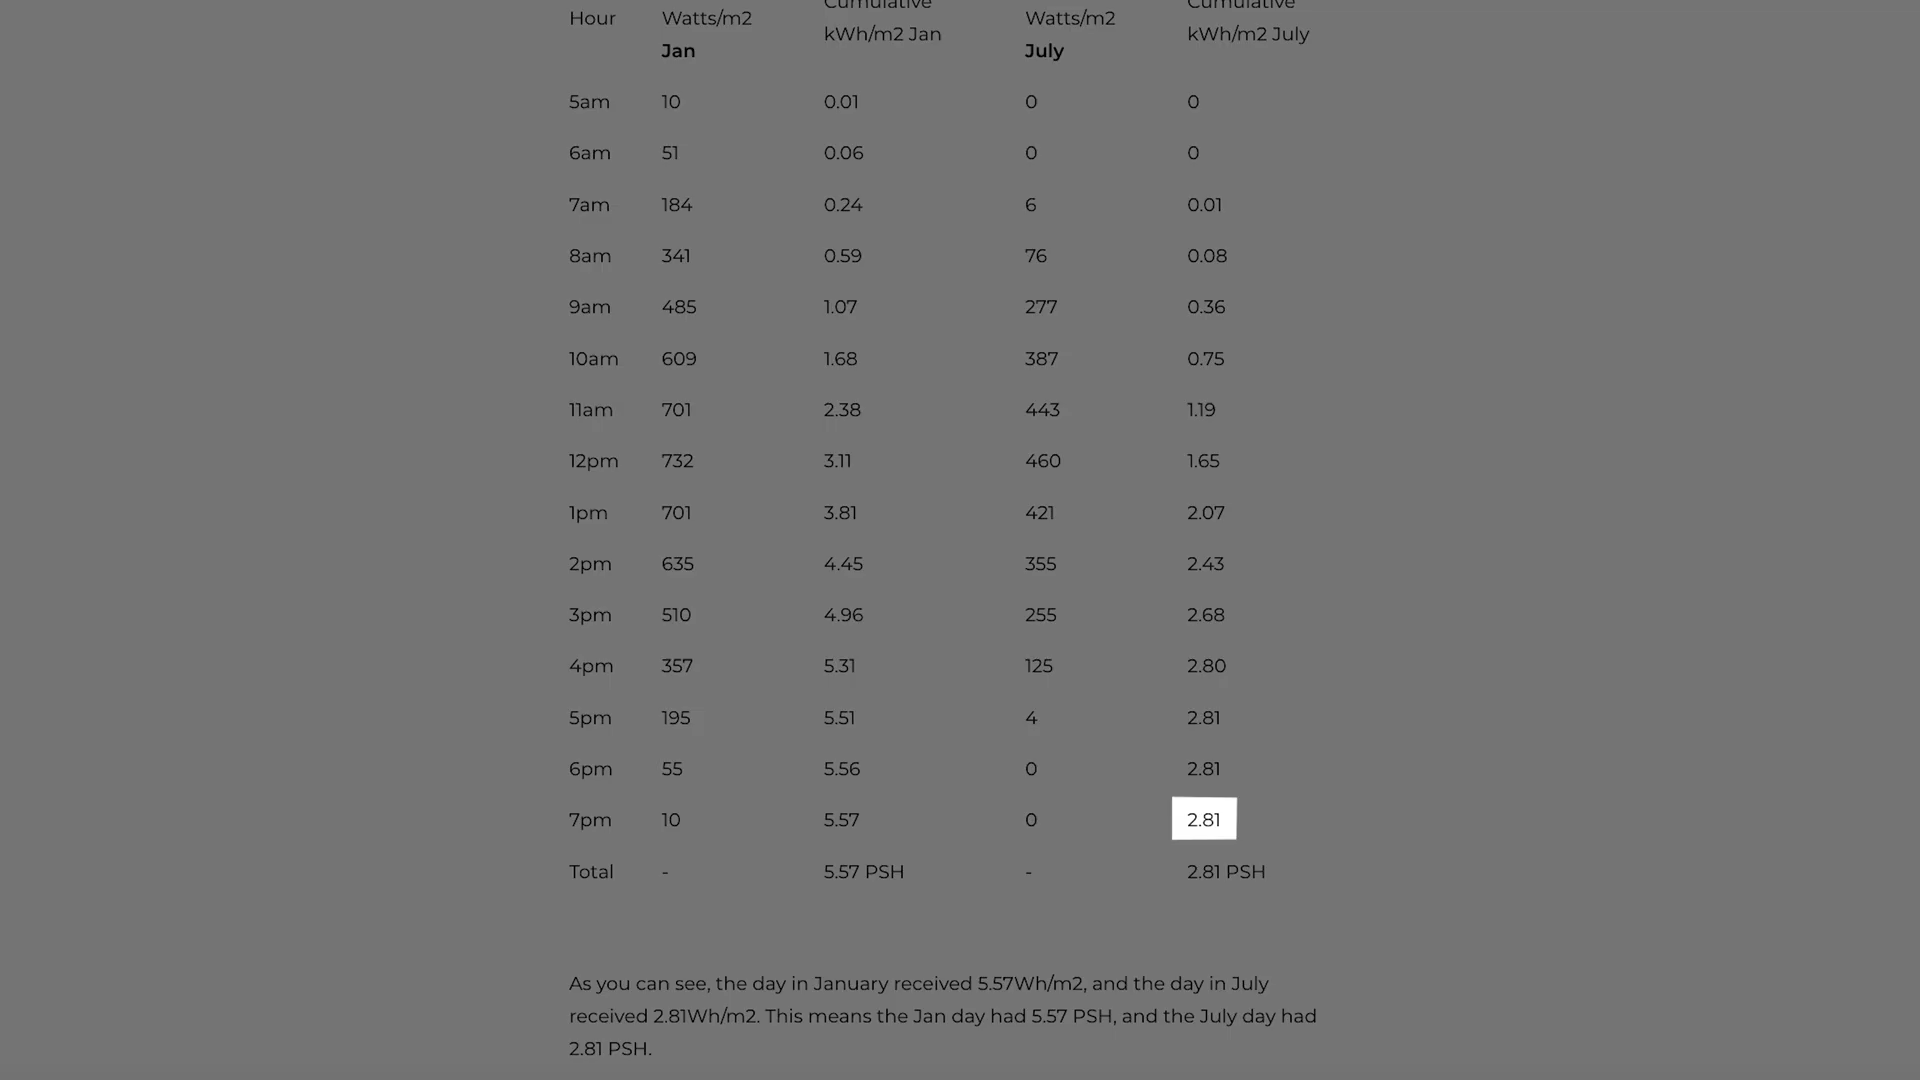 Hour Watts/m2 Cumulative Watts/m2 Cumulative
kWh/m2 Jan kWh/m2 July
Jan July
5am 10 0.01 0 0
6am 51 0.06 0 0
7am 184 0.24 6 0.01
8am 341 0.59 76 0.08
9am 485 1.07 277 0.36
10am 609 1.68 387 0.75
11am 701 2.38 443 1.19
12pm 732 3.11 460 1.65
1pm 701 3.81 421 2.07
2pm 635 4.45 355 2.43
3pm 510 4.96 255 2.68
4pm 357 5.31 125 2.80
5pm 195 5.51 4 2.81
6pm 55 5.56 0 2.81
7pm 10 5.57 0 2.81
Total - 5.57 PSH - 2.81 PSH
As you can see, the day in January received 5.57Wh/m2, and the day in July
received 2.81Wh/m2. This means the Jan day had 5.57 PSH, and the July day had
2.81 PSH.